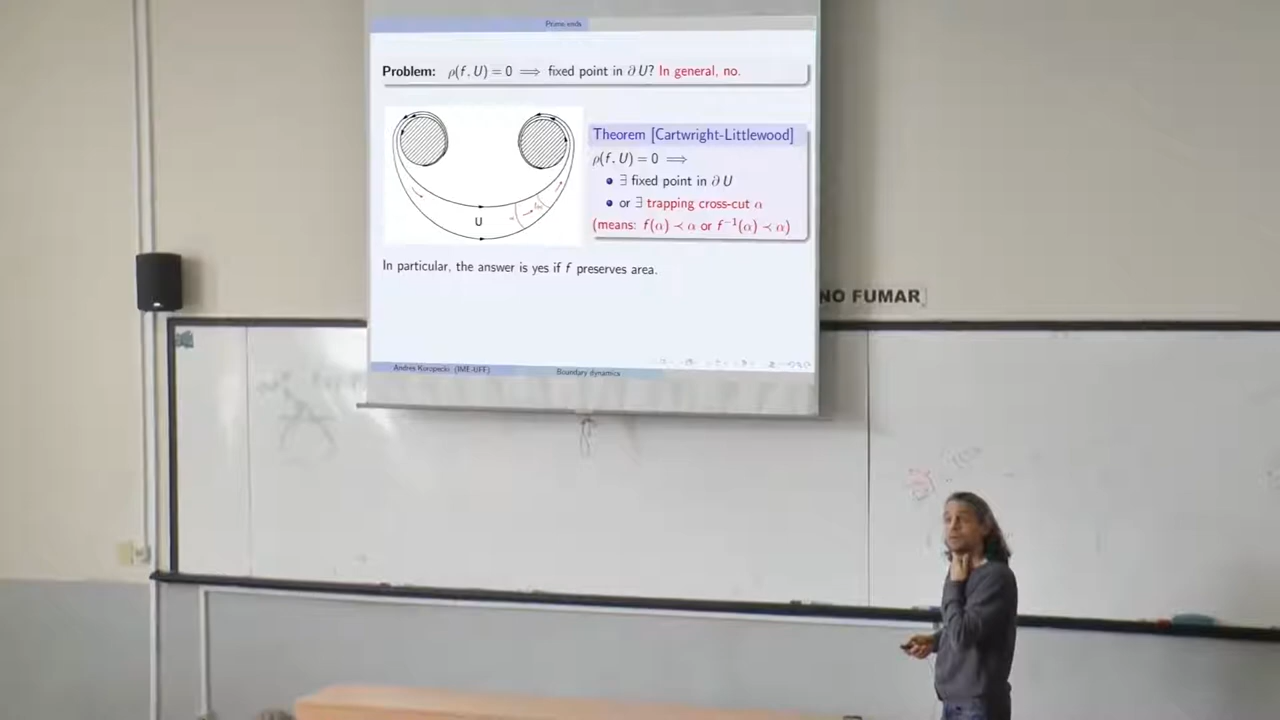 Prime ends
Problem: ρ(f, U) = 0 ⟹ fixed point in ∂U? In general, no.
U
Theorem [Cartwright-Littlewood]
ρ(f, U) = 0 ⟹
• ∃ fixed point in ∂U
• or ∃ trapping cross-cut α
(means: f(α) ≺ α or f⁻¹(α) ≺ α)
In particular, the answer is yes if f preserves area.
NO FUMAR
Andres Koropecki (IME-UFF)
Boundary dynamics